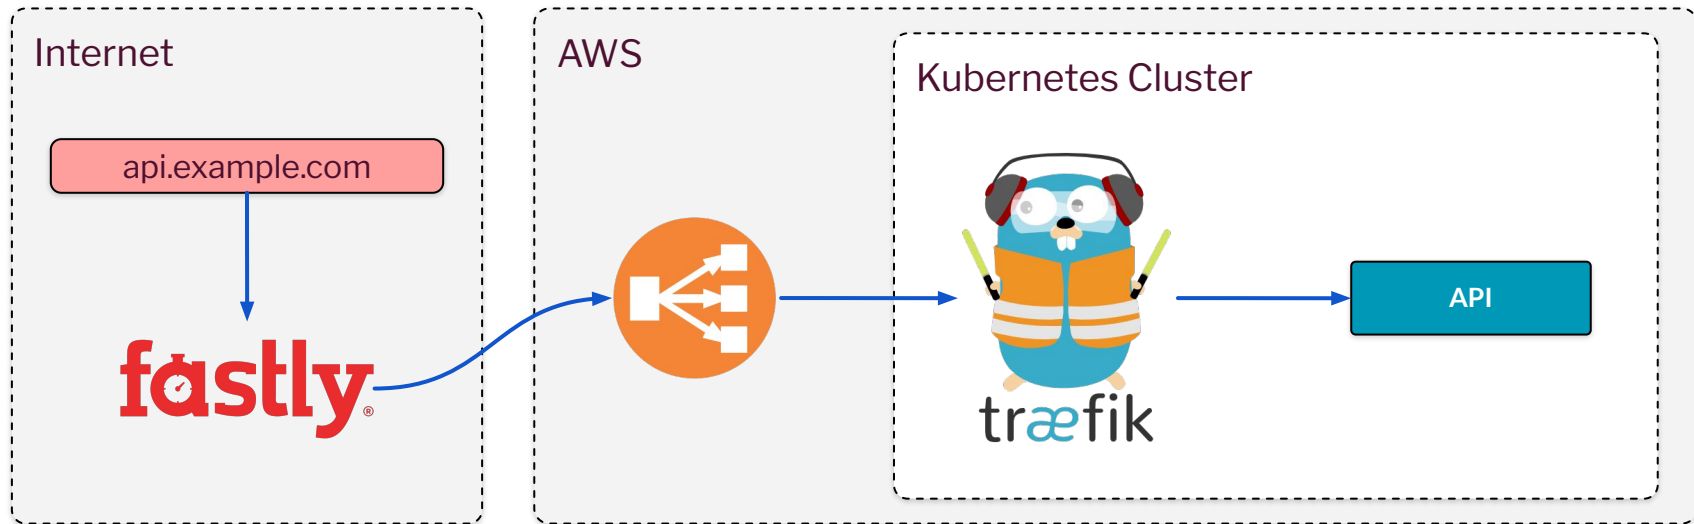 Internet
api.example.com
fastly®
AWS
Kubernetes Cluster
træfik
API